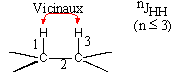 Vicinaux
nJHH
(n ≤ 3)
H H
1 3
C C
2